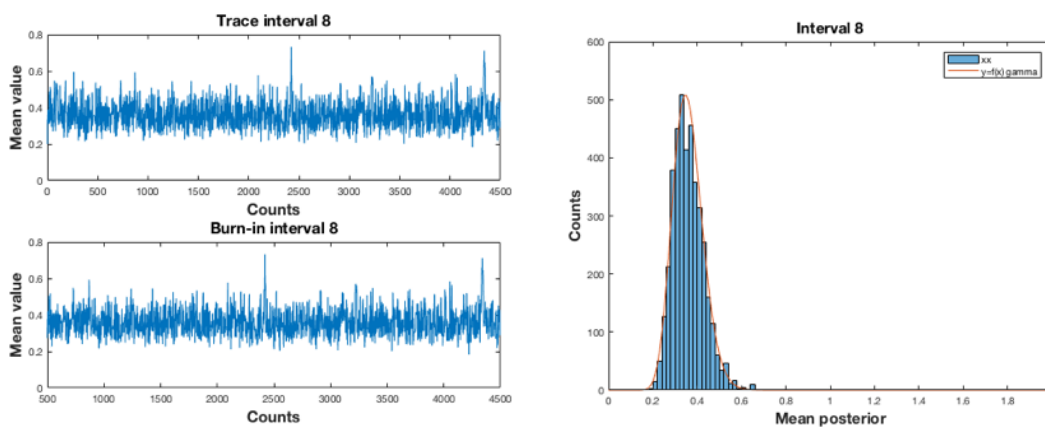 Trace interval 8
0.8
0.6
0.4
0.2
0
Mean value
0 500 1000 1500 2000 2500 3000 3500 4000 4500
Counts
Burn-in interval 8
0.8
0.6
0.4
0.2
0
Mean value
500 1000 1500 2000 2500 3000 3500 4000 4500
Counts
Interval 8
600
500
400
300
200
100
0
Counts
xx
y=f(x) gamma
0 0.2 0.4 0.6 0.8 1 1.2 1.4 1.6 1.8
Mean posterior